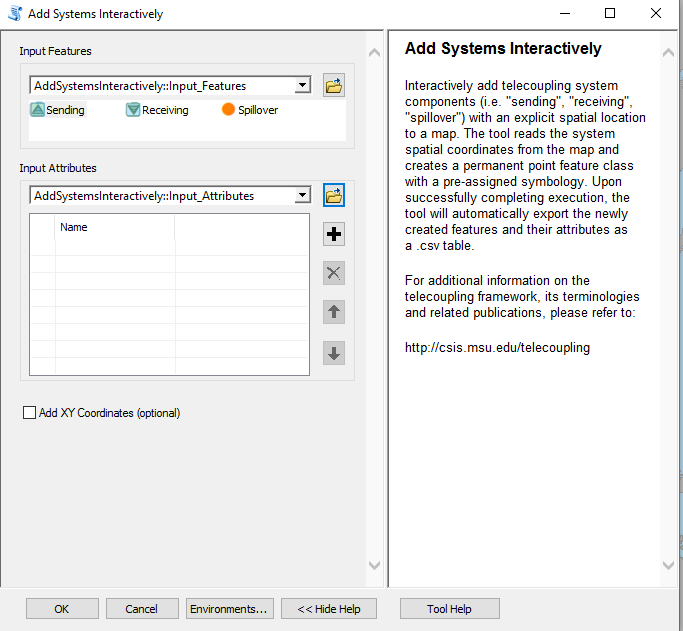 Add Systems Interactively
Input Features
AddSystemsInteractively::Input_Features
Sending Receiving Spillover
Input Attributes
AddSystemsInteractively::Input_Attributes
Name
Add XY Coordinates (optional)
OK Cancel Environments... << Hide Help
Add Systems Interactively
Interactively add telecoupling system
components (i.e. "sending", "receiving",
"spillover") with an explicit spatial location
to a map. The tool reads the system
spatial coordinates from the map and
creates a permanent point feature class
with a pre-assigned symbology. Upon
successfully completing execution, the
tool will automatically export the newly
created features and their attributes as
a .csv table.
For additional information on the
telecoupling framework, its terminologies
and related publications, please refer to:
http://csis.msu.edu/telecoupling
Tool Help